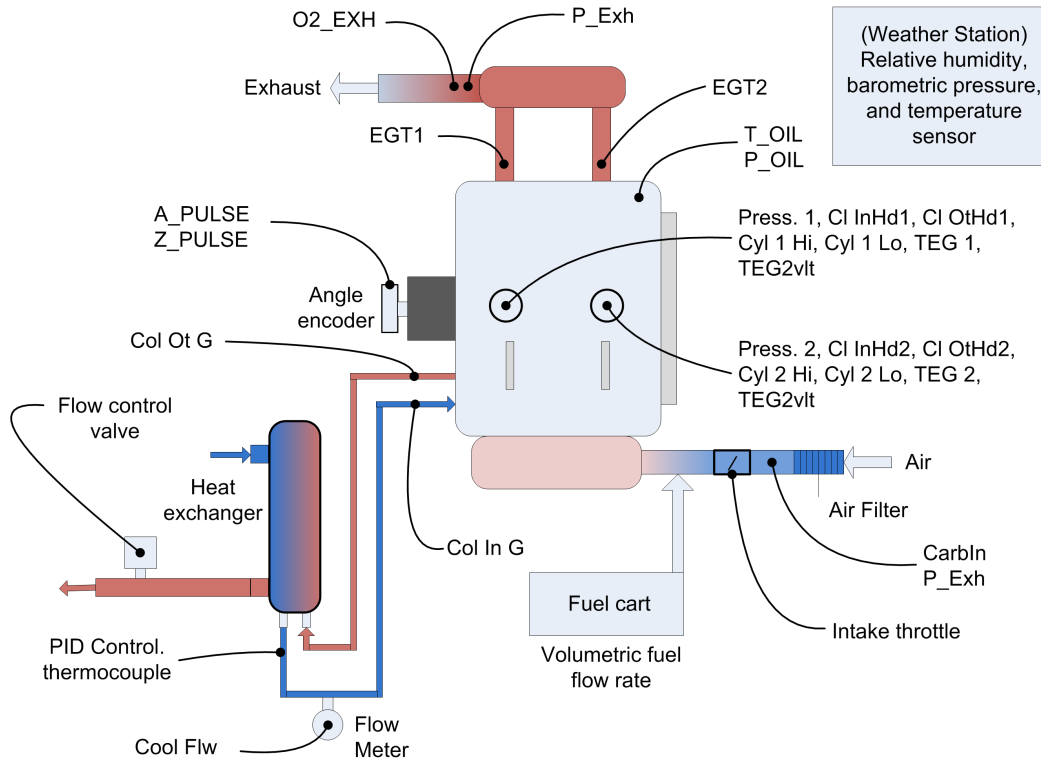 O2_EXH
P_Exh
(Weather Station)
Relative humidity,
barometric pressure,
and temperature
sensor
Exhaust
EGT2
EGT1
T_OIL
P_OIL
A_PULSE
Z_PULSE
Press. 1, Cl InHd1, Cl OtHd1,
Cyl 1 Hi, Cyl 1 Lo, TEG 1,
TEG2vlt
Angle
encoder
Col Ot G
Press. 2, Cl InHd2, Cl OtHd2,
Cyl 2 Hi, Cyl 2 Lo, TEG 2,
TEG2vlt
Flow control
valve
Heat
exchanger
Air
Air Filter
Col In G
CarbIn
P_Exh
Fuel cart
Intake throttle
PID Control.
thermocouple
Volumetric fuel
flow rate
Flow
Meter
Cool Flw